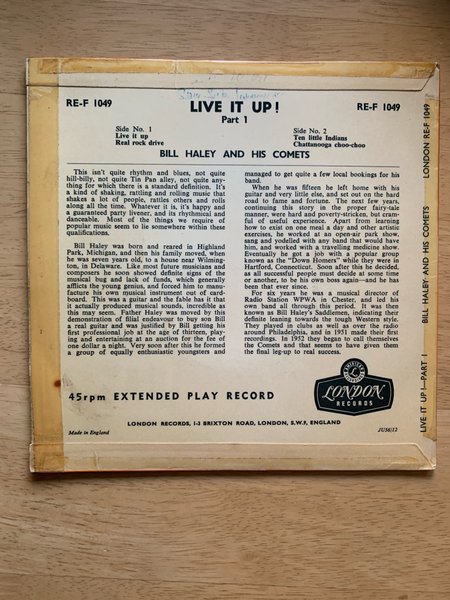 RE-F 1049
LIVE IT UP!
RE-F 1049
Part 1
Side No. 1
Live it up
Real rock drive
Side No. 2
Ten little Indians
Chattanooga choo-choo
BILL HALEY AND HIS COMETS
This isn't quite rhythm and blues, not quite
hill-billy, not quite Tin Pan alley, not quite any-
thing for which there is a standard definition. It's
a kind of shaking, rattling and rolling music that
shakes a lot of people, rattles others and rolls
along all the time. Whatever it is, it's happy and
a guaranteed party livener, and its rhythmical and
danceable. Most of the things we require of
popular music seem to lie somewhere within these
qualifications.
Bill Haley was born and reared in Highland
Park, Michigan, and then his family moved, when
he was seven years old, to a house near Wilming-
ton, in Delaware. Like most future musicians and
composers he soon showed definite signs of the
musical bug and lack of funds, which generally
afflicts the young genius, and forced him to manu-
facture his own musical instrument out of card-
board. This was a guitar and the fable has it that
it actually produced musical sounds, incredible as
this may seem. Father Haley was moved by this
demonstration of filial endeavour to buy son Bill
a real guitar and was justified by Bill getting his
first professional job at the age of thirteen, play-
ing and entertaining at an auction for the fee of
one dollar a night. Very soon after this he formed
a group of equally enthusiastic youngsters and
managed to get quite a few local bookings for his
band.
When he was fifteen he left home with his
guitar and very little else, and set out on the hard
road to fame and fortune. The next few years,
continuing this story in the proper fairy-tale
manner, were hard and poverty-stricken, but cram-
ful of useful experience. Apart from learning
how to exist on one meal a day and other artistic
exercises, he worked at an open-air park show,
sang and yodelled with any band that would have
him, and worked with a travelling medicine show.
Eventually he got a job with a popular group
known as the "Down Homers" while they were in
Hartford, Connecticut. Soon after this he decided,
as all successful people must decide at some time
or another, to be his own boss again—and he has
been that ever since.
For six years he was a musical director of
Radio Station WPWA in Chester, and led his
own band all through this period. It was then
known as Bill Haley's Saddlemen, indicating their
definite leaning towards the tough Western style.
They played in clubs as well as over the radio
around Philadelphia, and in 1951 made their first
recordings. In 1952 they began to call themselves
the Comets and that seems to have given them
the final leg-up to real success.
45rpm EXTENDED PLAY RECORD
LONDON
RECORDS
LONDON RECORDS, 1-3 BRIXTON ROAD, LONDON, S.W.9, ENGLAND
Made in England
LIVE IT UP!—PART 1 BILL HALEY AND HIS COMETS LONDON RE-F 1049